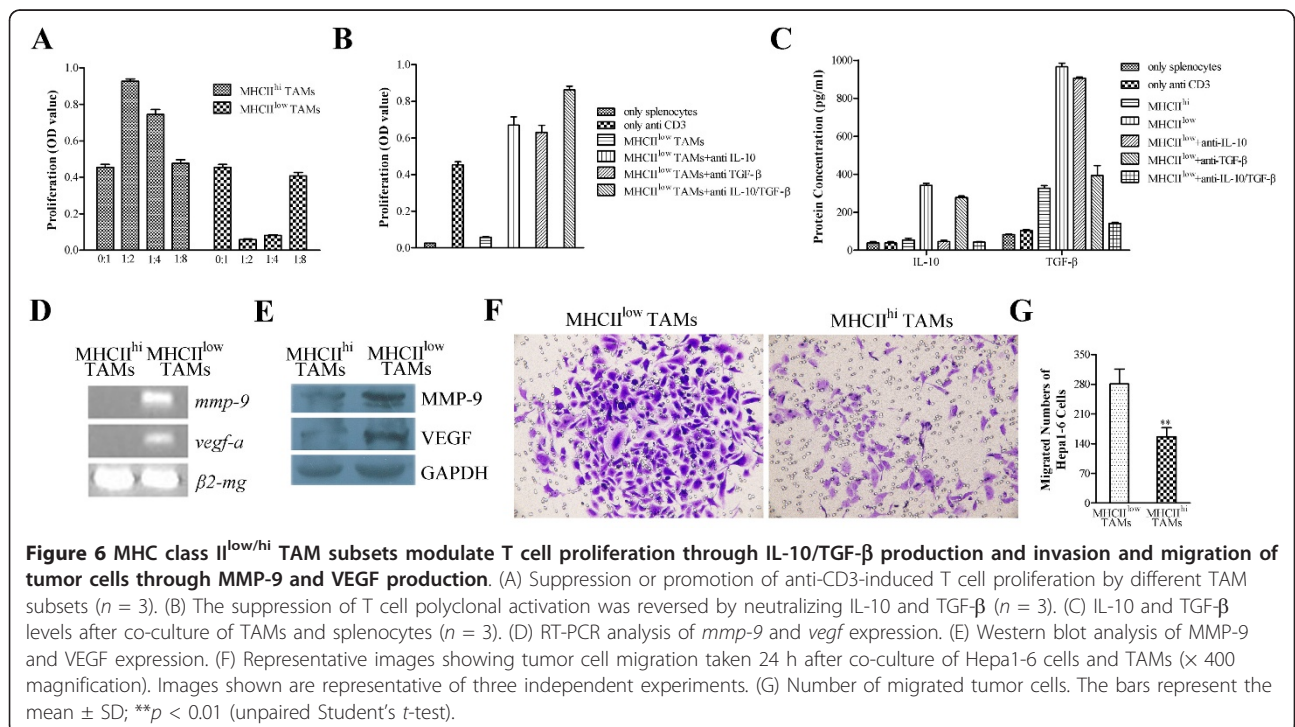 A
Proliferation (OD value)
1.0
0.8
0.6
0.4
0.2
0.0
0:1 1:2 1:4 1:8 0:1 1:2 1:4 1:8
MHCII^hi TAMs
MHCII^low TAMs
B
Proliferation (OD value)
1.0
0.8
0.6
0.4
0.2
0.0
only splenocytes
only anti CD3
MHCII^low TAMs
MHCII^low TAMs+anti IL-10
MHCII^low TAMs+anti TGF-β
MHCII^low TAMs+anti IL-10/TGF-β
C
Protein Concentration (pg/ml)
1000
800
600
400
200
0
IL-10 TGF-β
only splenocytes
only anti CD3
MHCII^hi
MHCII^low
MHCII^low+anti-IL-10
MHCII^low+anti-TGF-β
MHCII^low+anti-IL-10/TGF-β
D
MHCII^hi MHCII^low
TAMs TAMs
mmp-9
vegf-a
β2-mg
E
MHCII^hi MHCII^low
TAMs TAMs
MMP-9
VEGF
GAPDH
F
MHCII^low TAMs MHCII^hi TAMs
G
Migrated Numbers of
Hepa1-6 Cells
350
280
210
140
70
0
**
MHCII^low MHCII^hi
TAMs TAMs
Figure 6 MHC class II^low/hi TAM subsets modulate T cell proliferation through IL-10/TGF-β production and invasion and migration of
tumor cells through MMP-9 and VEGF production. (A) Suppression or promotion of anti-CD3-induced T cell proliferation by different TAM
subsets (n = 3). (B) The suppression of T cell polyclonal activation was reversed by neutralizing IL-10 and TGF-β (n = 3). (C) IL-10 and TGF-β
levels after co-culture of TAMs and splenocytes (n = 3). (D) RT-PCR analysis of mmp-9 and vegf expression. (E) Western blot analysis of MMP-9
and VEGF expression. (F) Representative images showing tumor cell migration taken 24 h after co-culture of Hepa1-6 cells and TAMs (× 400
magnification). Images shown are representative of three independent experiments. (G) Number of migrated tumor cells. The bars represent the
mean ± SD; **p < 0.01 (unpaired Student's t-test).